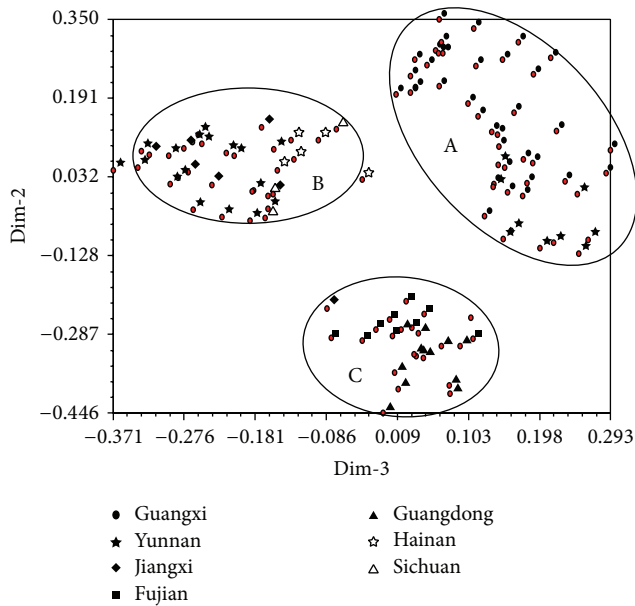 0.350
0.191
0.032
−0.128
−0.287
−0.446
Dim-2
A
B
C
−0.371 −0.276 −0.181 −0.086 0.009 0.103 0.198 0.293
Dim-3
Guangxi
Yunnan
Jiangxi
Fujian
Guangdong
Hainan
Sichuan